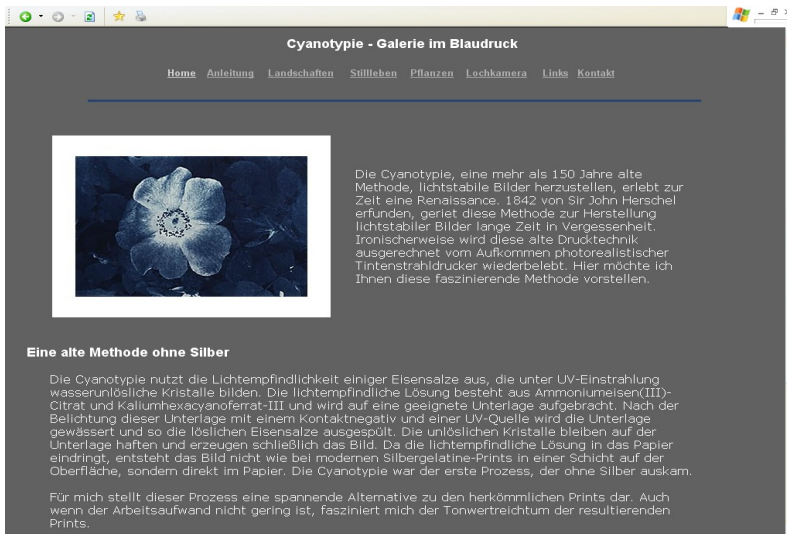 Cyanotypie - Galerie im Blaudruck
Home Anleitung Landschaften Stillleben Pflanzen Lochkamera Links Kontakt
Die Cyanotypie, eine mehr als 150 Jahre alte
Methode, lichtstabile Bilder herzustellen, erlebt zur
Zeit eine Renaissance. 1842 von Sir John Herschel
erfunden, geriet diese Methode zur Herstellung
lichtstabiler Bilder lange Zeit in Vergessenheit.
Ironischerweise wird diese alte Drucktechnik
ausgerechnet vom Aufkommen photorealistischer
Tintenstrahldrucker wiederbelebt. Hier möchte ich
Ihnen diese faszinierende Methode vorstellen.
Eine alte Methode ohne Silber
Die Cyanotypie nutzt die Lichtempfindlichkeit einiger Eisensalze aus, die unter UV-Einstrahlung
wasserunlösliche Kristalle bilden. Die lichtempfindliche Lösung besteht aus Ammoniumeisen(III)-
Citrat und Kaliumhexacyanoferrat-III und wird auf eine geeignete Unterlage aufgebracht. Nach der
Belichtung dieser Unterlage mit einem Kontaktnegativ und einer UV-Quelle wird die Unterlage
gewässert und so die löslichen Eisensalze ausgespült. Die unlöslichen Kristalle bleiben auf der
Unterlage haften und erzeugen schließlich das Bild. Da die lichtempfindliche Lösung in das Papier
eindringt, entsteht das Bild nicht wie bei modernen Silbergelatine-Prints in einer Schicht auf der
Oberfläche, sondern direkt im Papier. Die Cyanotypie war der erste Prozess, der ohne Silber auskam.
Für mich stellt dieser Prozess eine spannende Alternative zu den herkömmlichen Prints dar. Auch
wenn der Arbeitsaufwand nicht gering ist, fasziniert mich der Tonwertreichtum der resultierenden
Prints.